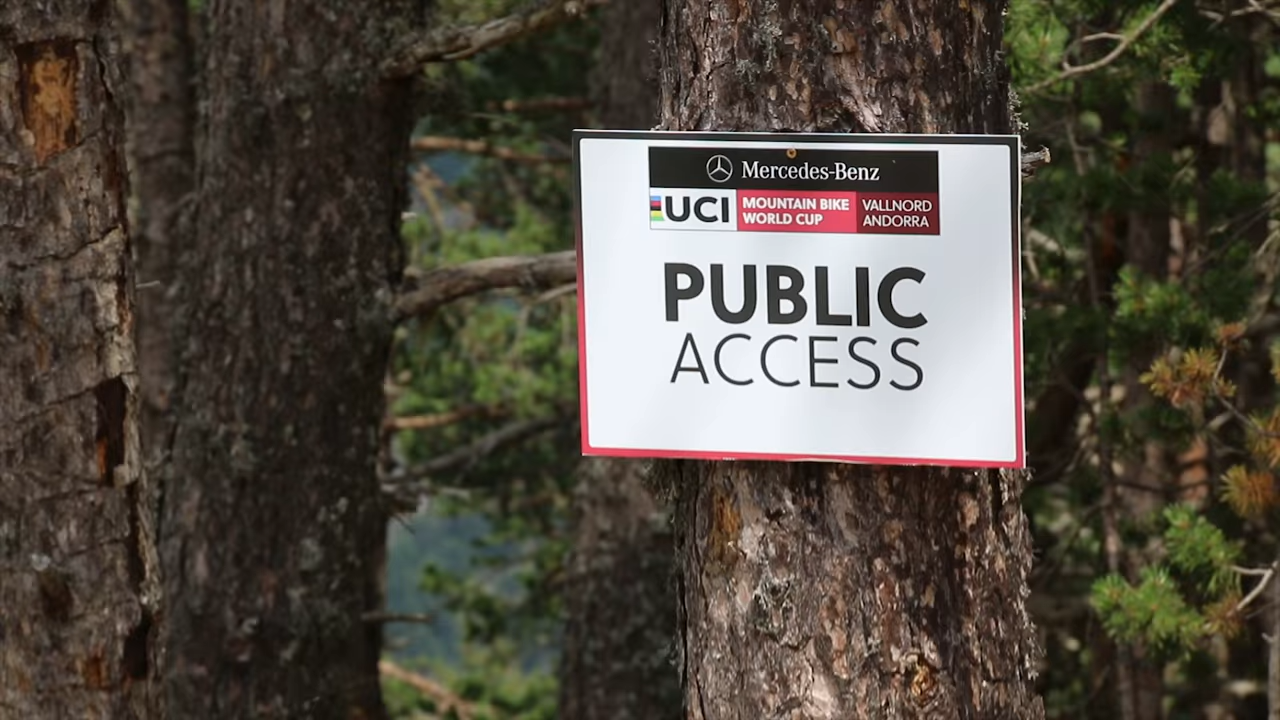 Mercedes-Benz
UCI MOUNTAIN BIKE WORLD CUP VALLNORD ANDORRA
PUBLIC
ACCESS